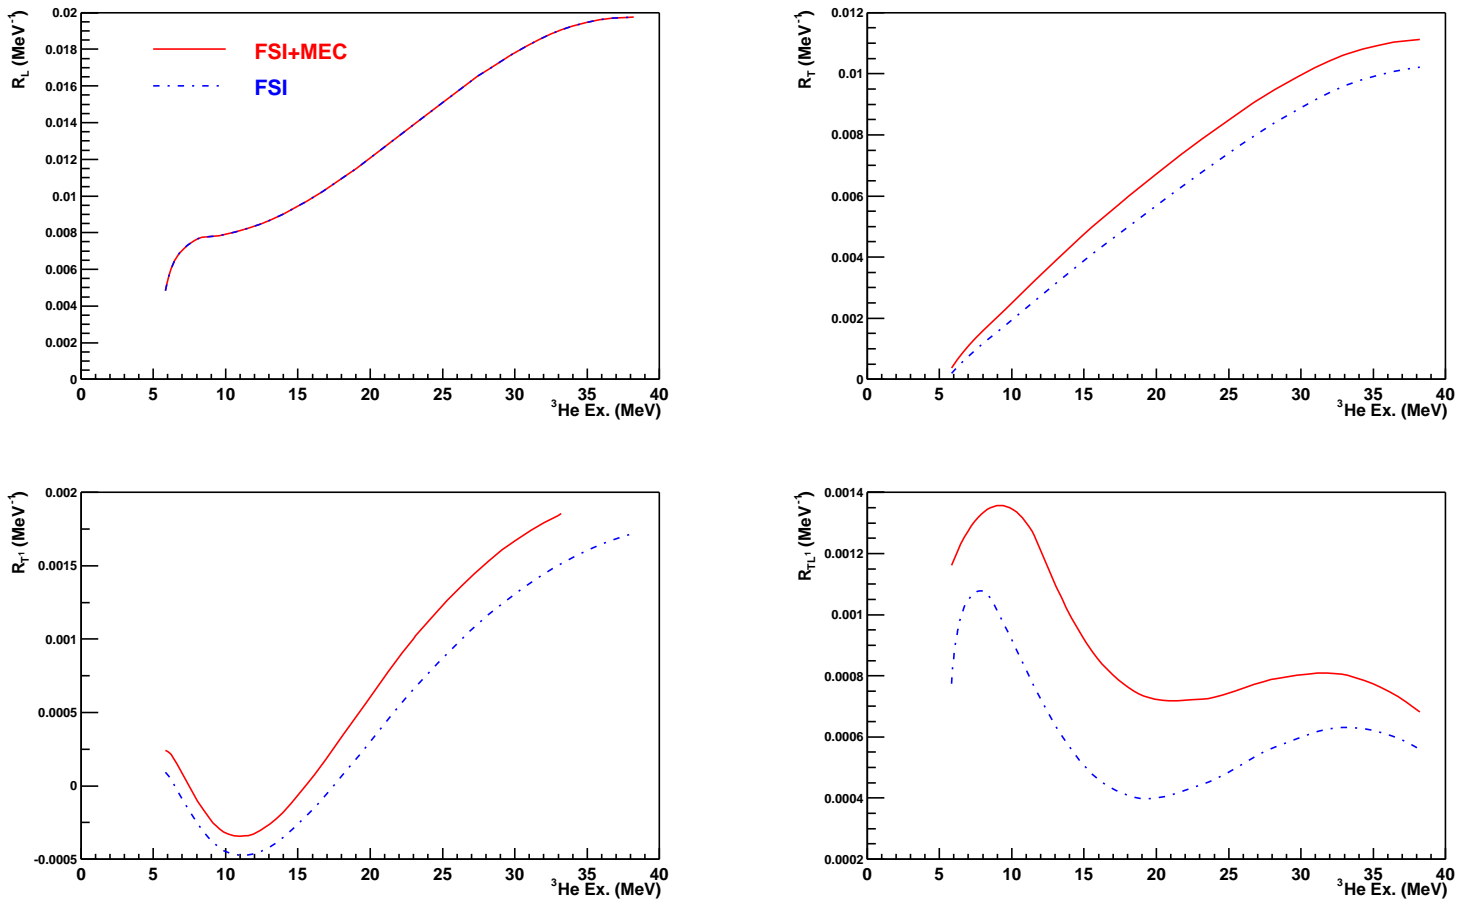 R_L (MeV⁻¹)
0.02
0.018
0.016
0.014
0.012
0.01
0.008
0.006
0.004
0.002
0
FSI+MEC
FSI
0 5 10 15 20 25 30 35 40
³He Ex. (MeV)
R_T (MeV⁻¹)
0.012
0.01
0.008
0.006
0.004
0.002
0
0 5 10 15 20 25 30 35 40
³He Ex. (MeV)
R_T¹ (MeV⁻¹)
0.002
0.0015
0.001
0.0005
0
-0.0005
0 5 10 15 20 25 30 35 40
³He Ex. (MeV)
R_TL¹ (MeV⁻¹)
0.0014
0.0012
0.001
0.0008
0.0006
0.0004
0.0002
0 5 10 15 20 25 30 35 40
³He Ex. (MeV)